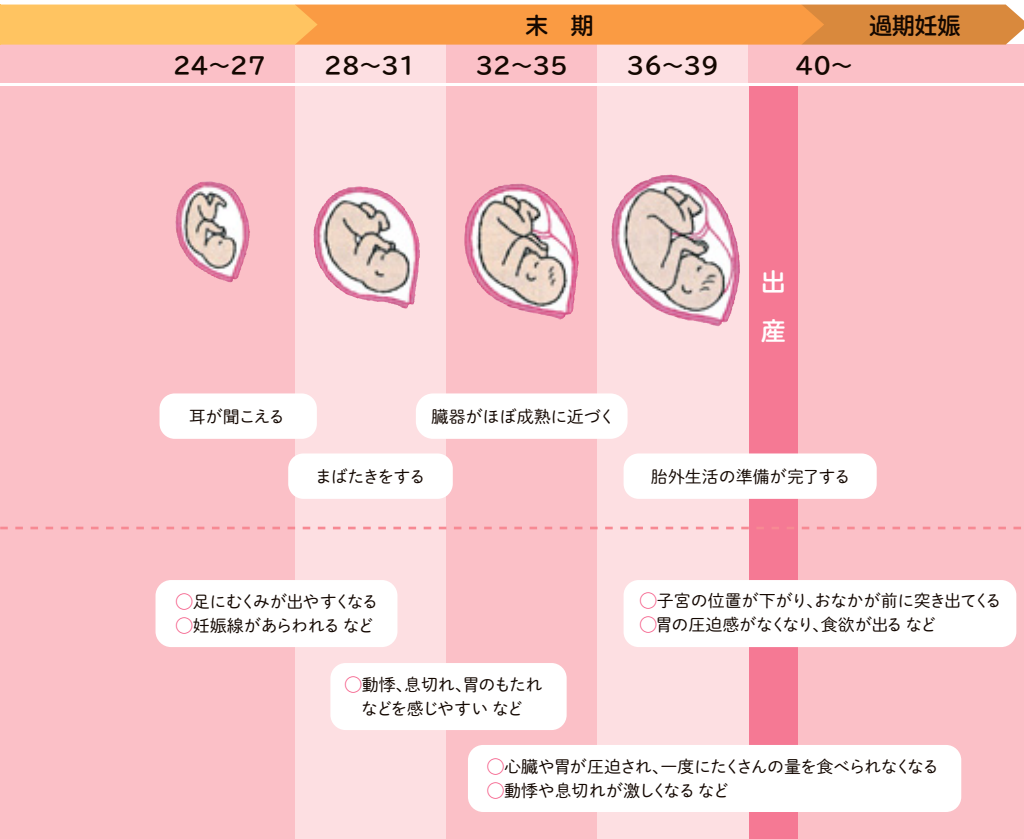 末 期
過期妊娠
24〜27
28〜31
32〜35
36〜39
40〜
出産
耳が聞こえる
臓器がほぼ成熟に近づく
まばたきをする
胎外生活の準備が完了する
○足にむくみが出やすくなる
○妊娠線があらわれる など
○子宮の位置が下がり、おなかが前に突き出てくる
○胃の圧迫感がなくなり、食欲が出る など
○動悸、息切れ、胃のもたれ
などを感じやすい など
○心臓や胃が圧迫され、一度にたくさんの量を食べられなくなる
○動悸や息切れが激しくなる など